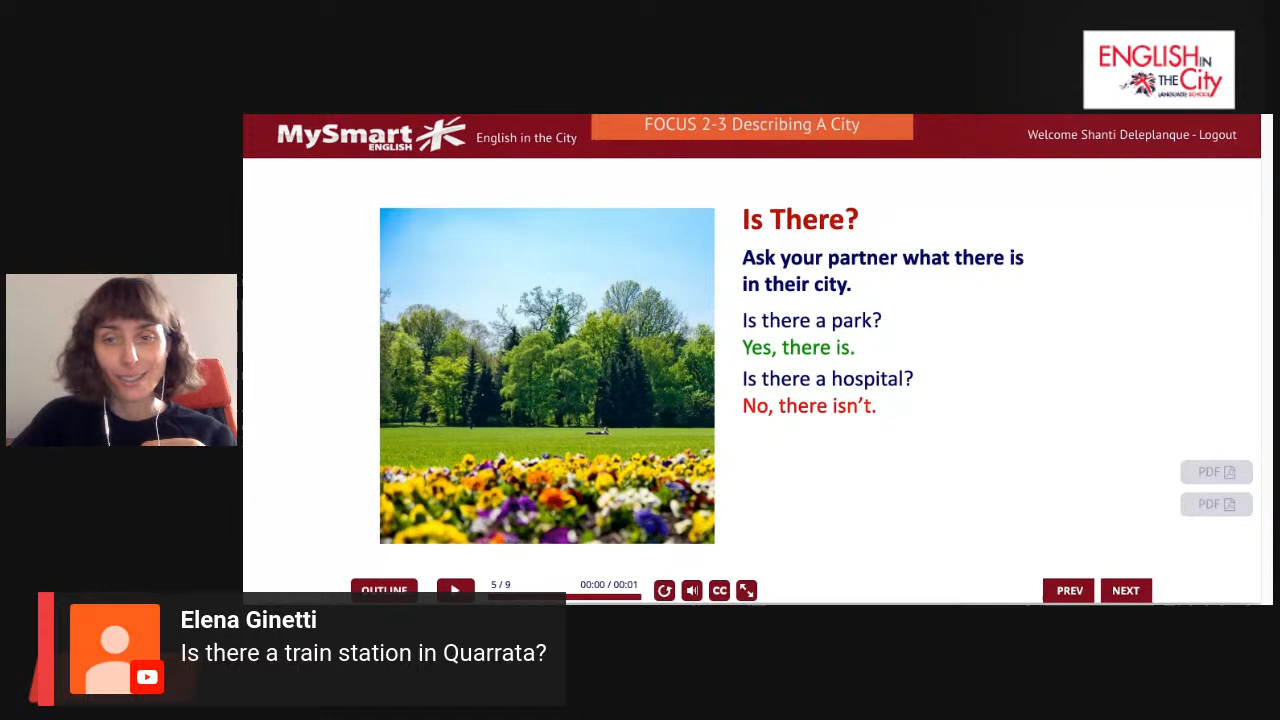 ENGLISH IN
THE City
LANGUAGE SCHOOL
MySmart
ENGLISH
English in the City
FOCUS 2-3 Describing A City
Welcome Shanti Deleplanque - Logout
Is There?
Ask your partner what there is
in their city.
Is there a park?
Yes, there is.
Is there a hospital?
No, there isn't.
PDF
PDF
OUTLINE
5 / 9
00:00 / 00:01
CC
PREV
NEXT
Elena Ginetti
Is there a train station in Quarrata?